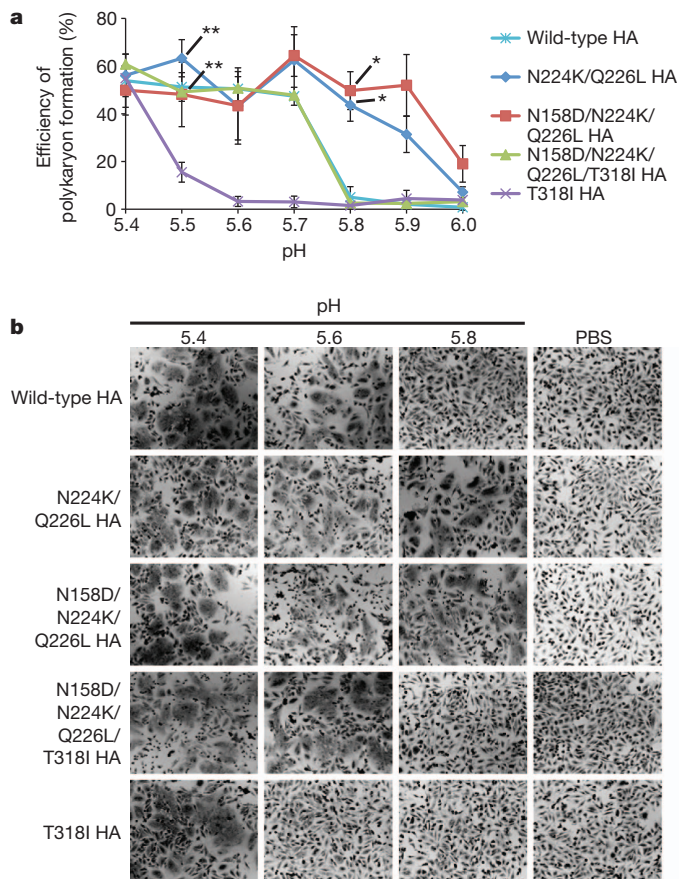 a
Efficiency of
polykaryon formation (%)
80
60
40
20
0
5.4 5.5 5.6 5.7 5.8 5.9 6.0
pH
**
**
*
*
Wild-type HA
N224K/Q226L HA
N158D/N224K/
Q226L HA
N158D/N224K/
Q226L/T318I HA
T318I HA
b
pH
5.4 5.6 5.8 PBS
Wild-type HA
N224K/
Q226L HA
N158D/
N224K/
Q226L HA
N158D/
N224K/
Q226L/
T318I HA
T318I HA